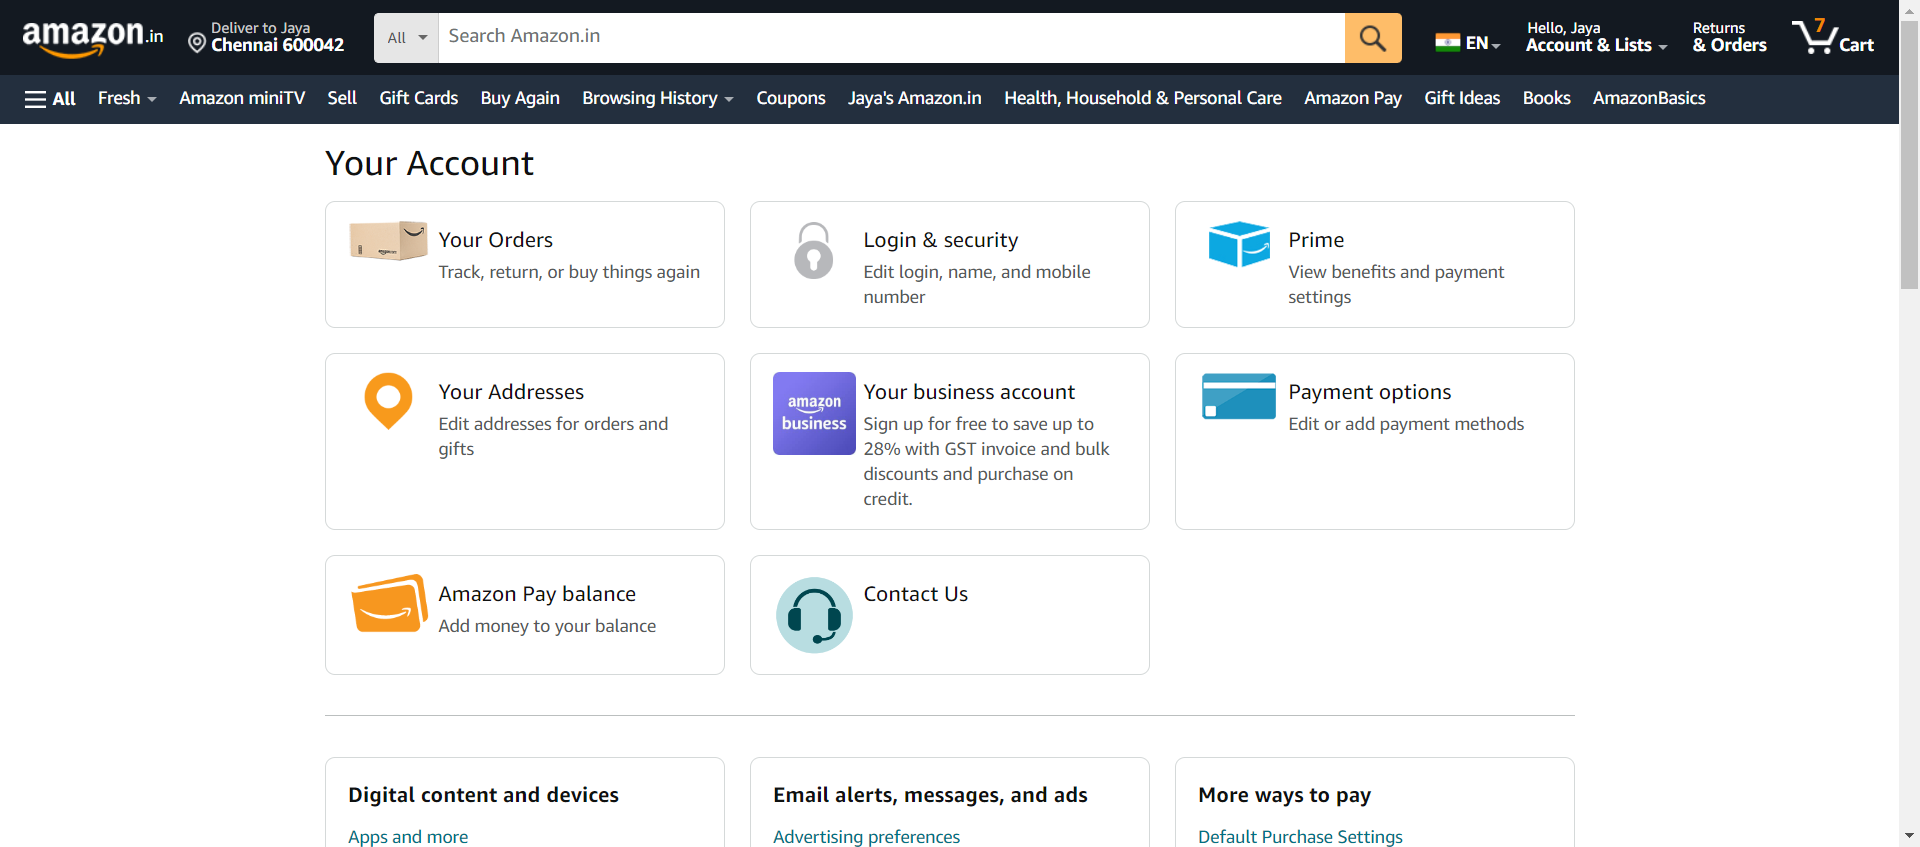 amazon.in
Deliver to Jaya
Chennai 600042
All
Search Amazon.in
EN
Hello, Jaya
Account & Lists
Returns
& Orders
7
Cart
All
Fresh
Amazon miniTV
Sell
Gift Cards
Buy Again
Browsing History
Coupons
Jaya's Amazon.in
Health, Household & Personal Care
Amazon Pay
Gift Ideas
Books
AmazonBasics
Your Account
Your Orders
Track, return, or buy things again
Login & security
Edit login, name, and mobile
number
Prime
View benefits and payment
settings
Your Addresses
Edit addresses for orders and
gifts
amazon
business
Your business account
Sign up for free to save up to
28% with GST invoice and bulk
discounts and purchase on
credit.
Payment options
Edit or add payment methods
Amazon Pay balance
Add money to your balance
Contact Us
Digital content and devices
Apps and more
Email alerts, messages, and ads
Advertising preferences
More ways to pay
Default Purchase Settings